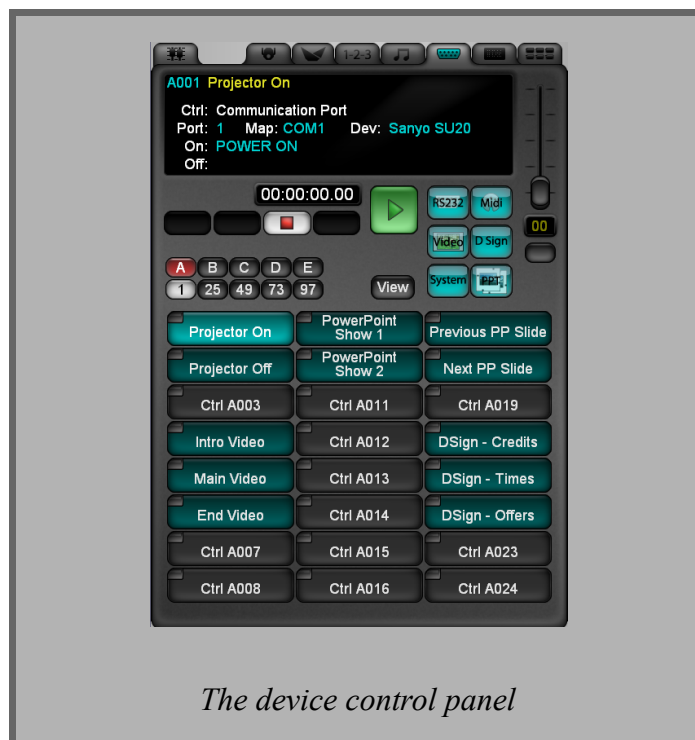 1-2-3
A001 Projector On
Ctrl: Communication Port
Port: 1 Map: COM1 Dev: Sanyo SU20
On: POWER ON
Off:
00:00:00.00
RS232 Midi
00
Video D Sign
A B C D E
1 25 49 73 97
View
System PPT
Projector On PowerPoint Show 1 Previous PP Slide
Projector Off PowerPoint Show 2 Next PP Slide
Ctrl A003 Ctrl A011 Ctrl A019
Intro Video Ctrl A012 DSign - Credits
Main Video Ctrl A013 DSign - Times
End Video Ctrl A014 DSign - Offers
Ctrl A007 Ctrl A015 Ctrl A023
Ctrl A008 Ctrl A016 Ctrl A024
The device control panel